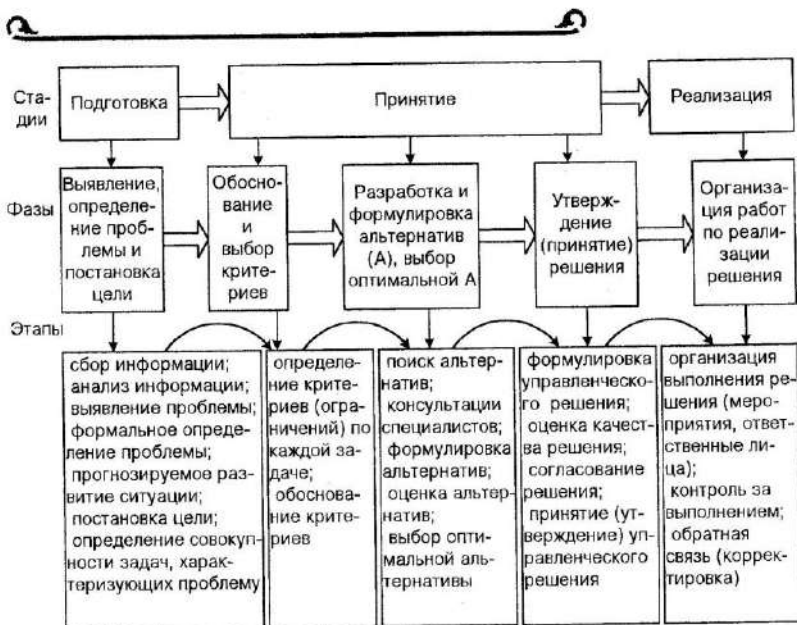 Ста-
дии
Подготовка
Принятие
Реализация
Фазы
Выявление,
определе-
ние проб-
лемы и
постановка
цели
Обосно-
вание
и
выбор
крите-
риев
Разработка и
формулировка
альтернатив
(А), выбор
оптимальной А
Утверж-
дение
(принятие)
решения
Организа-
ция работ
по реали-
зации
решения
Этапы
сбор информации;
анализ информации;
выявление проблемы;
формальное опреде-
ление проблемы;
прогнозируемое раз-
витие ситуации;
постановка цели;
определение совокуп-
ности задач, харак-
теризующих проблему
определение
крите-
риев (огра-
ничений) по
каждой за-
даче;
обоснова-
ние крите-
риев
поиск альтер-
натив;
консультации
специалистов;
формулировка
альтернатив;
оценка альтер-
натив;
выбор опти-
мальной аль-
тернативы
формулировка
управленческо-
го решения;
оценка качест-
ва решения;
согласование
решения;
принятие (ут-
верждение) уп-
равленческого
решения
организация
выполнения ре-
шения (меро-
приятия, ответ-
ственные ли-
ца);
контроль за
выполнением;
обратная
связь (коррек-
тировка)